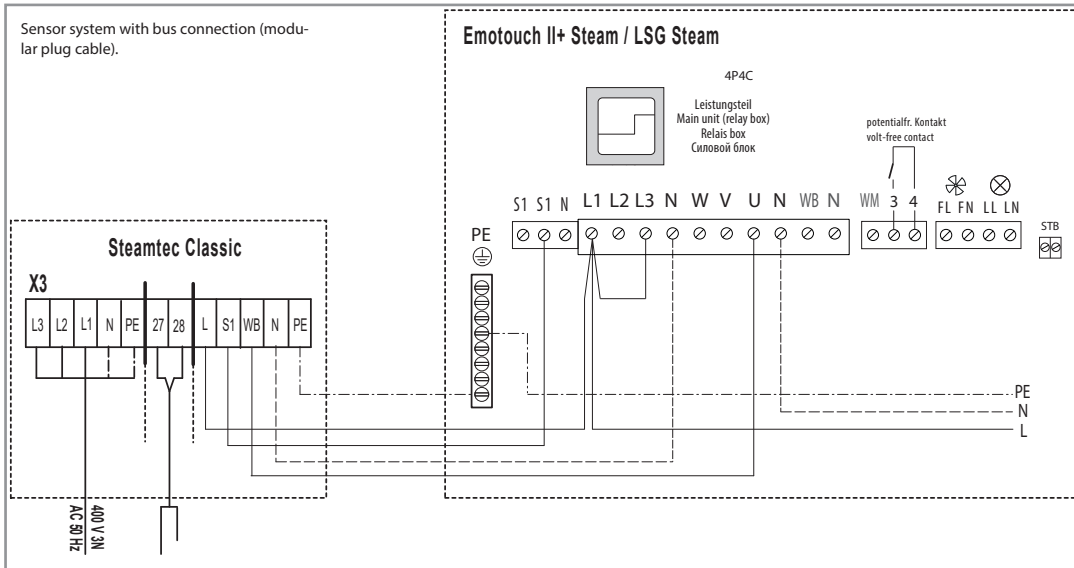 Sensor system with bus connection (modu-
lar plug cable).
Emotouch II+ Steam / LSG Steam
4P4C
Leistungsteil
Main unit (relay box)
Relais box
Силовой блок
potentialfr. Kontakt
volt-free contact
S1 S1 N L1 L2 L3 N W V U N WB N WM 3 4 FL FN LL LN
STB
PE
Steamtec Classic
X3
L3 L2 L1 N PE 27 28 L S1 WB N PE
PE
N
L
400 V 3N
AC 50 Hz